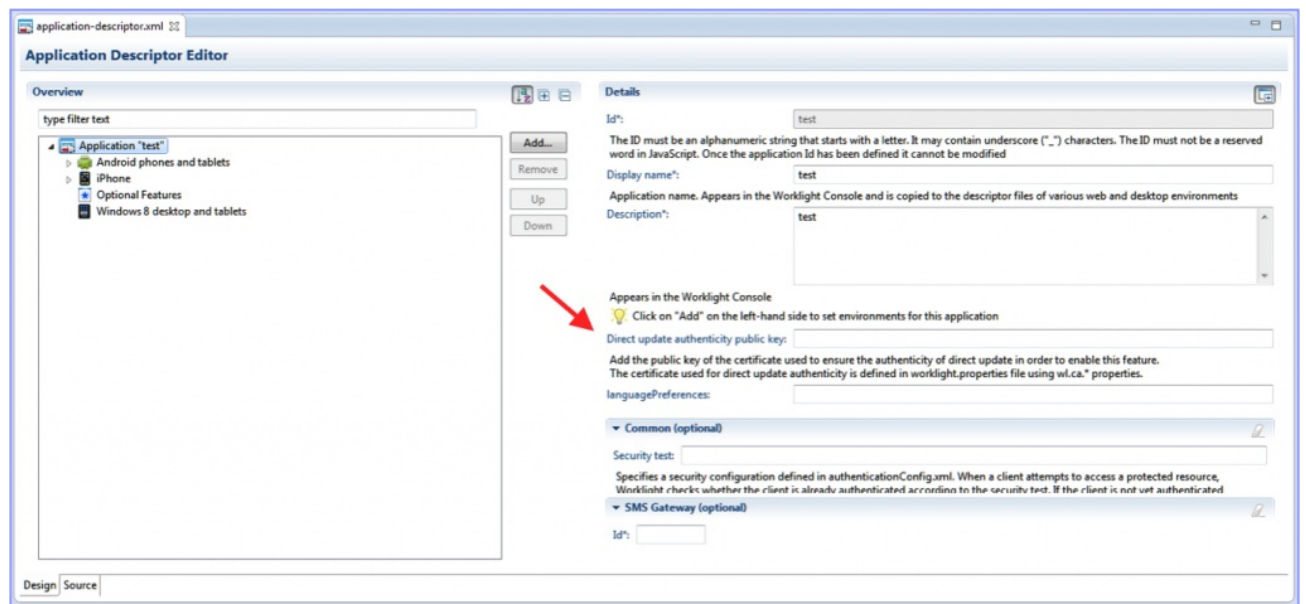 application-descriptor.xml
Application Descriptor Editor
Overview
type filter text
Application "test"
Android phones and tablets
iPhone
Optional Features
Windows 8 desktop and tablets
Add...
Remove
Up
Down
Details
Id*:
test
The ID must be an alphanumeric string that starts with a letter. It may contain underscore ("_") characters. The ID must not be a reserved
word in JavaScript. Once the application Id has been defined it cannot be modified
Display name*:
test
Application name. Appears in the Worklight Console and is copied to the descriptor files of various web and desktop environments
Description*:
test
Appears in the Worklight Console
Click on "Add" on the left-hand side to set environments for this application
Direct update authenticity public key:
Add the public key of the certificate used to ensure the authenticity of direct update in order to enable this feature.
The certificate used for direct update authenticity is defined in worklight.properties file using wl.ca.* properties.
languagePreferences:
Common (optional)
Security test:
Specifies a security configuration defined in authenticationConfig.xml. When a client attempts to access a protected resource,
Worklight checks whether the client is already authenticated according to the security test. If the client is not yet authenticated
SMS Gateway (optional)
Id*:
Design
Source